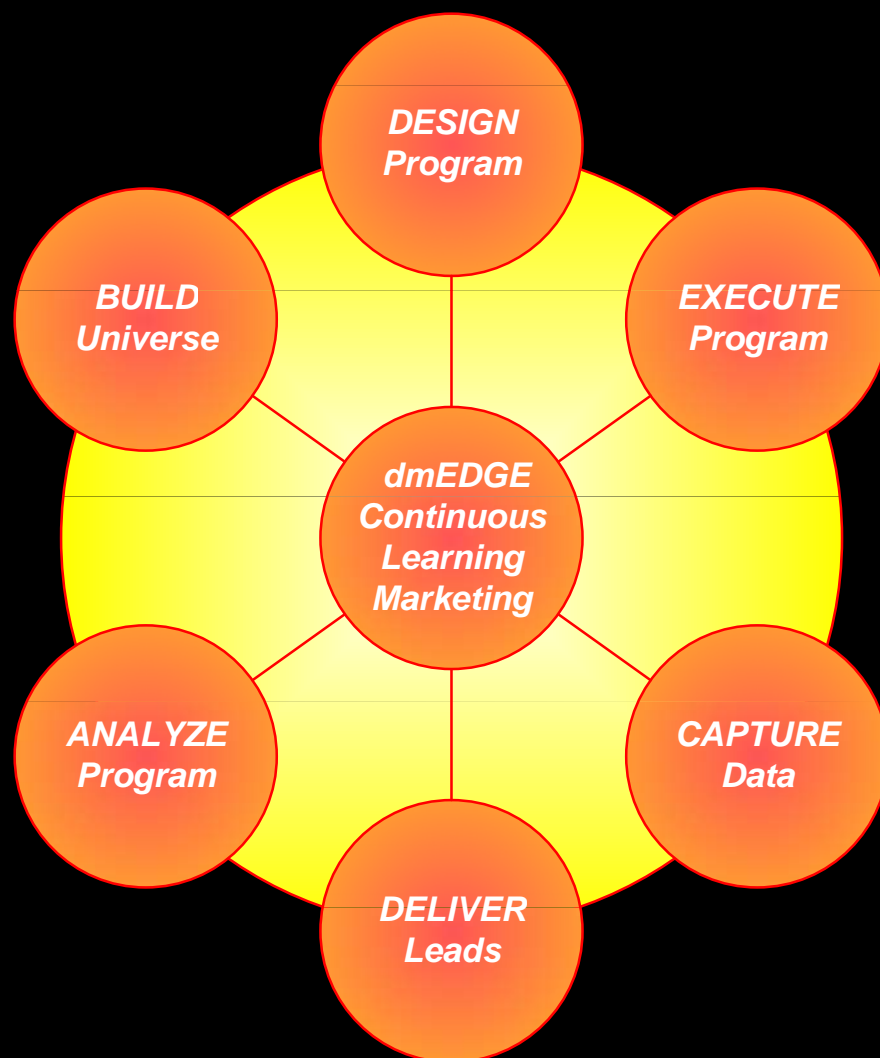 DESIGN
Program
BUILD
Universe
EXECUTE
Program
dmEDGE
Continuous
Learning
Marketing
ANALYZE
Program
CAPTURE
Data
DELIVER
Leads